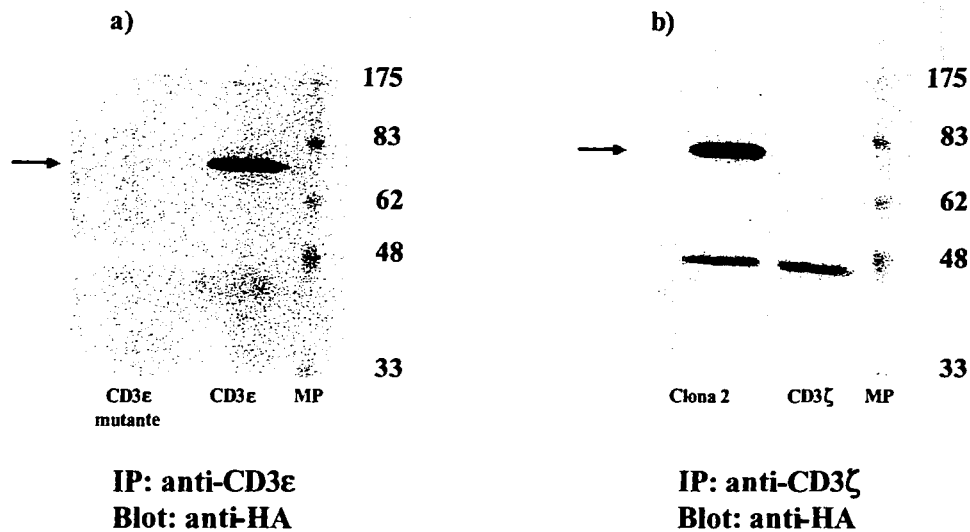 a)
175
83
62
48
33
CD3ε mutante
CD3ε
MP
IP: anti-CD3ε
Blot: anti-HA
b)
175
83
62
48
33
Clona 2
CD3ζ
MP
IP: anti-CD3ζ
Blot: anti-HA